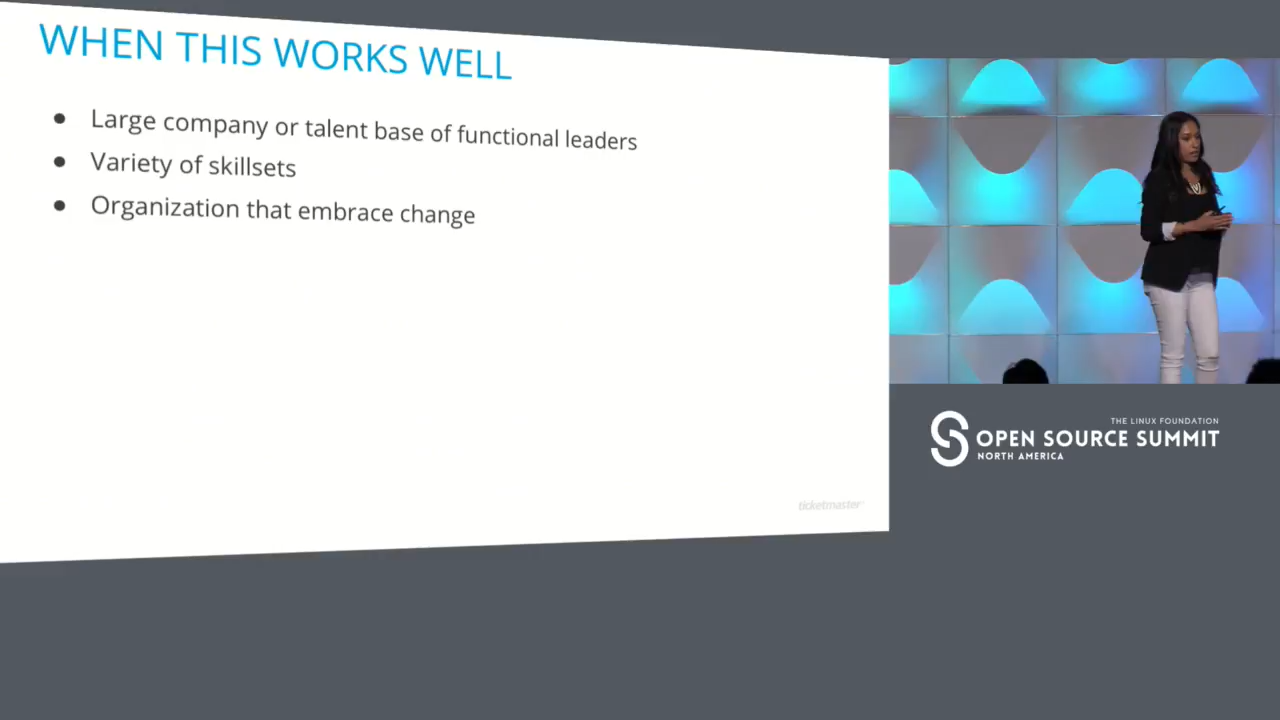 WHEN THIS WORKS WELL
● Large company or talent base of functional leaders
● Variety of skillsets
● Organization that embrace change
ticketmaster
THE LINUX FOUNDATION
OPEN SOURCE SUMMIT
NORTH AMERICA